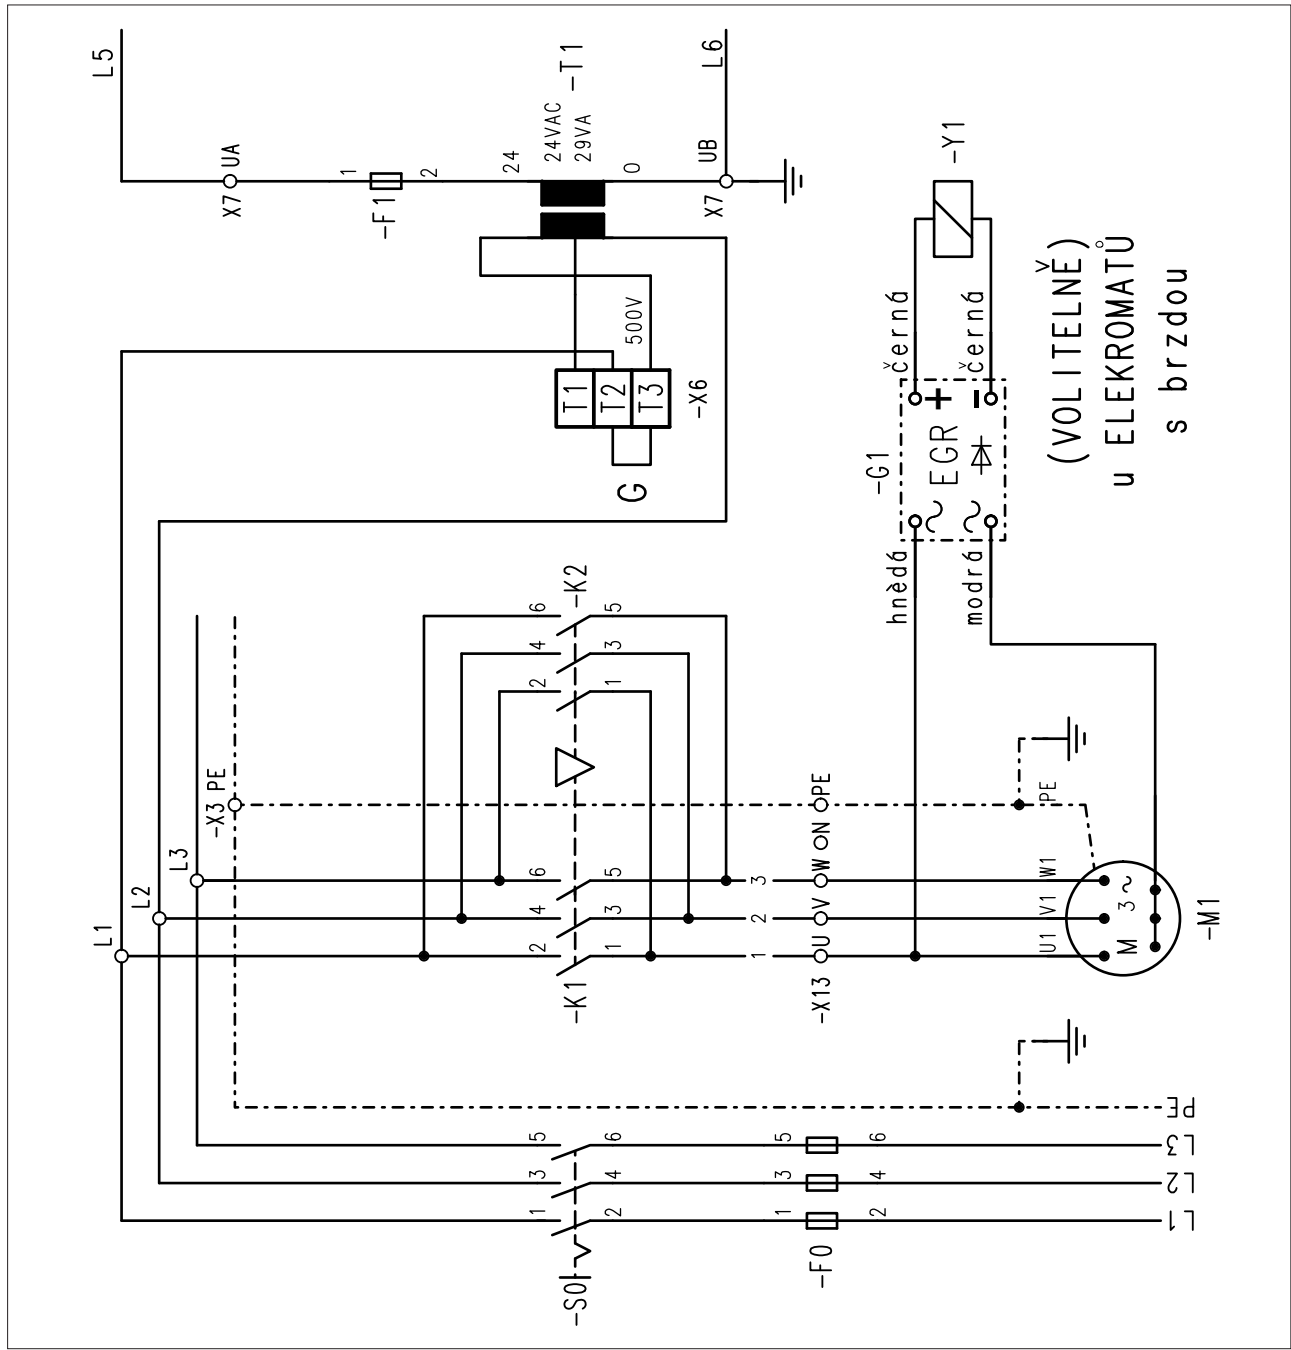 L1
L2
L3
PE
-F0
1
2
3
4
5
6
-S0
1
2
3
4
5
6
L1
L2
L3
-X3 PE
-K1
2
1
4
3
6
5
-K2
2
1
4
3
6
5
1
2
3
-X13
U
V
W
N
PE
U1
V1
W1
PE
M
3
~
-M1
hnědá
modrá
-G1
~
~
EGR
+
-
černá
černá
-Y1
(VOLITELNĚ)
u ELEKROMATŮ
s brzdou
G
T1
T2
T3
-X6
500V
L5
X7
UA
1
2
-F1
24
0
24VAC
29VA
-T1
X7
UB
L6